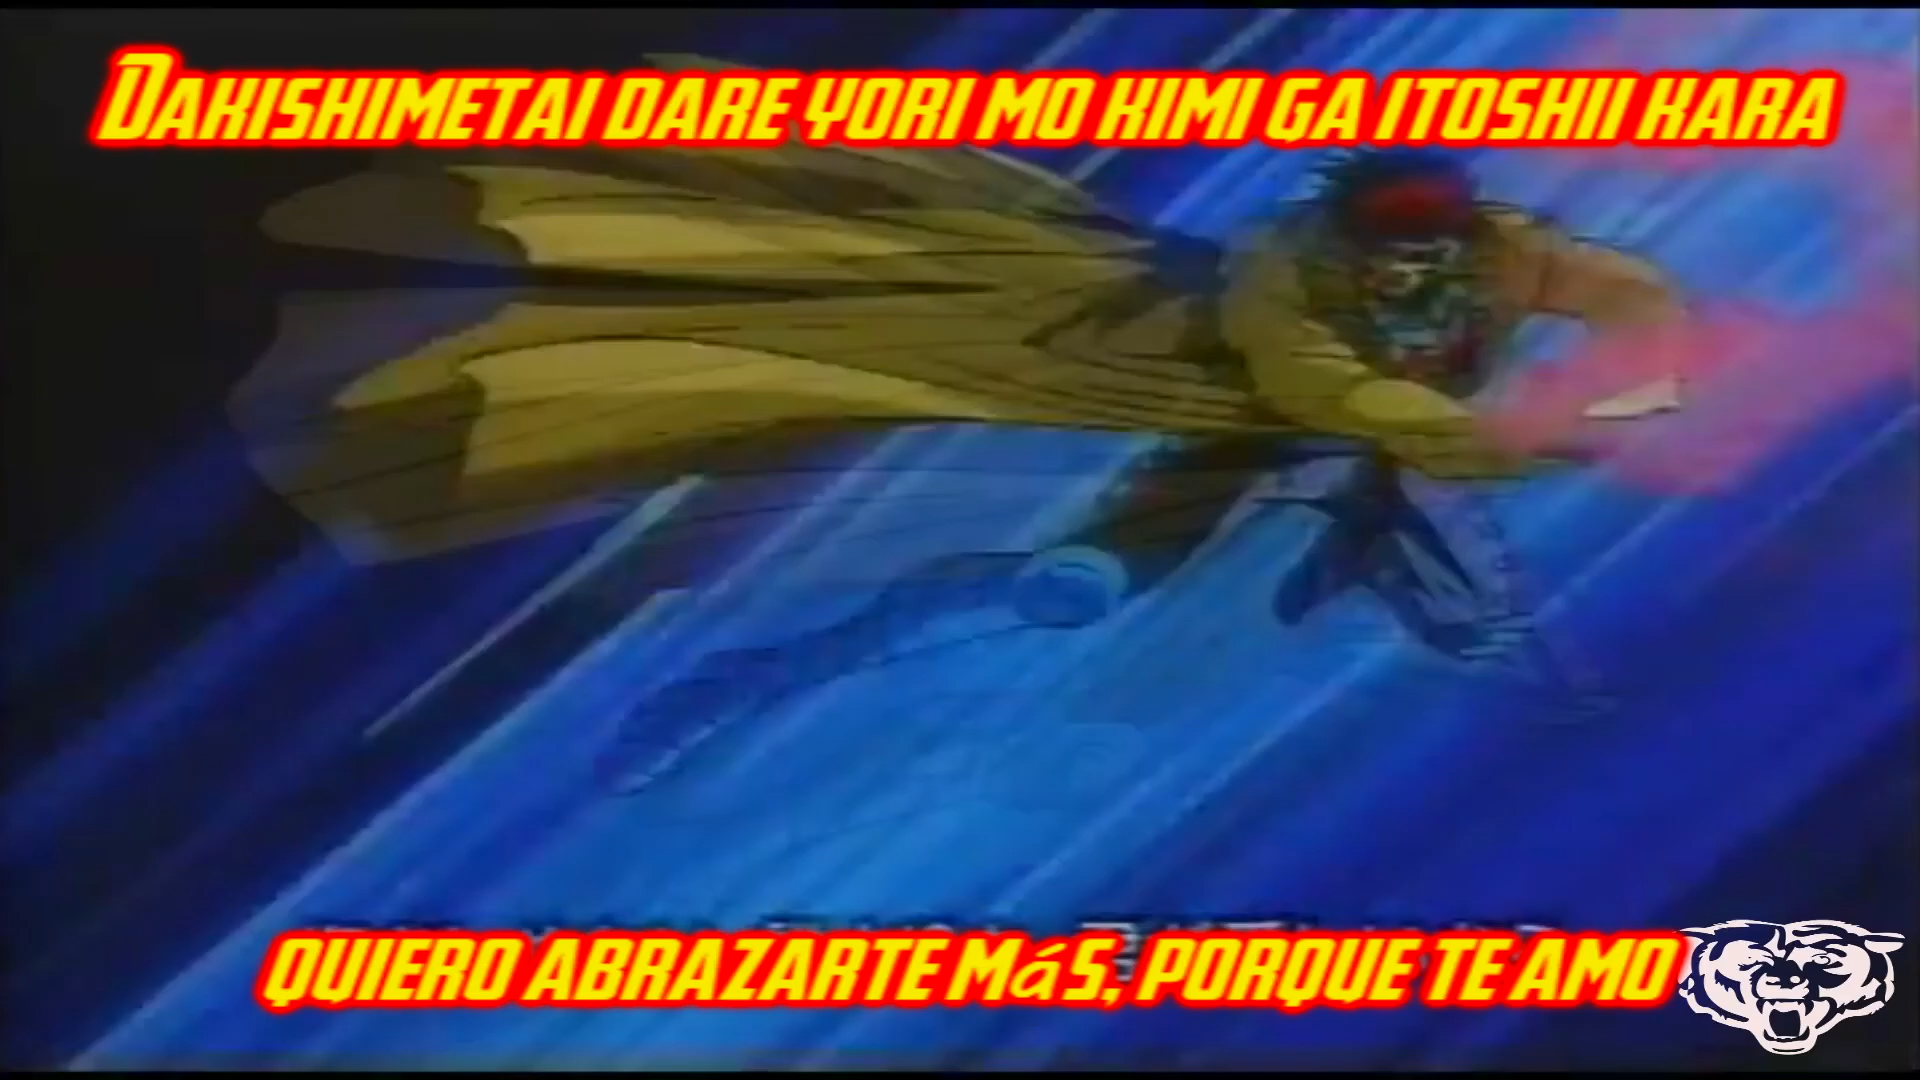 Dakishimetai dare yori mo kimi ga itoshii kara
QUIERO ABRAZARTE MáS, PORQUE TE AMO